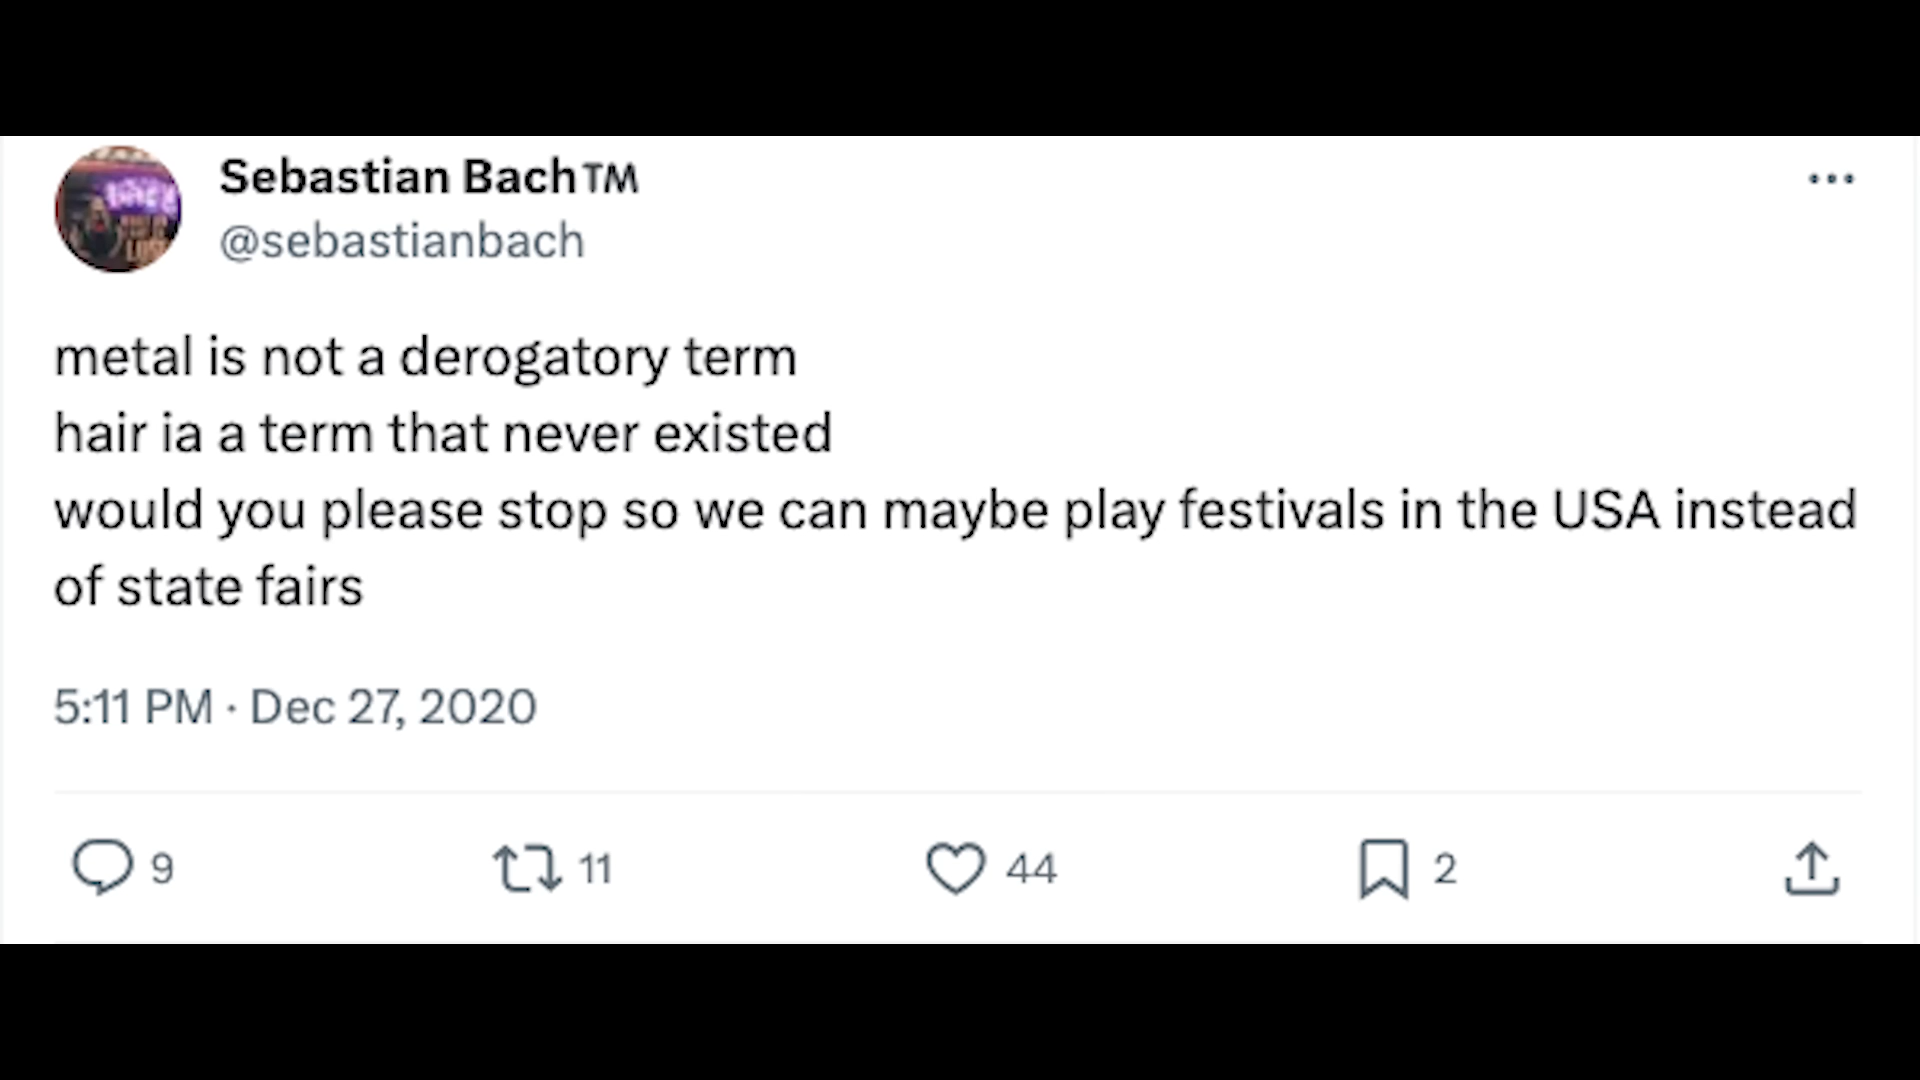 Sebastian Bach™
@sebastianbach
metal is not a derogatory term
hair ia a term that never existed
would you please stop so we can maybe play festivals in the USA instead
of state fairs
5:11 PM · Dec 27, 2020
9 11 44 2